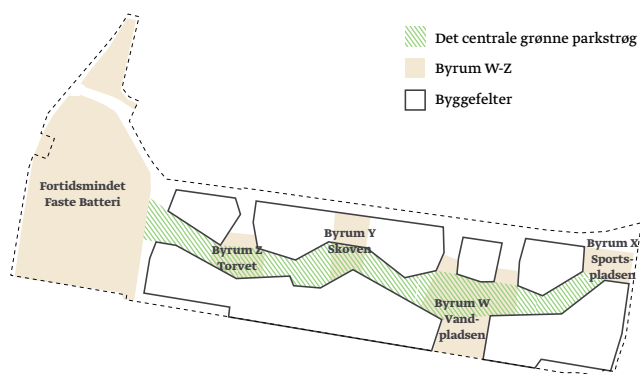 Det centrale grønne parkstrøg
Byrum W-Z
Byggefelter
Fortidsmindet
Faste Batteri
Byrum Z
Torvet
Byrum Y
Skoven
Byrum W
Vand-
pladsen
Byrum X
Sports-
pladsen